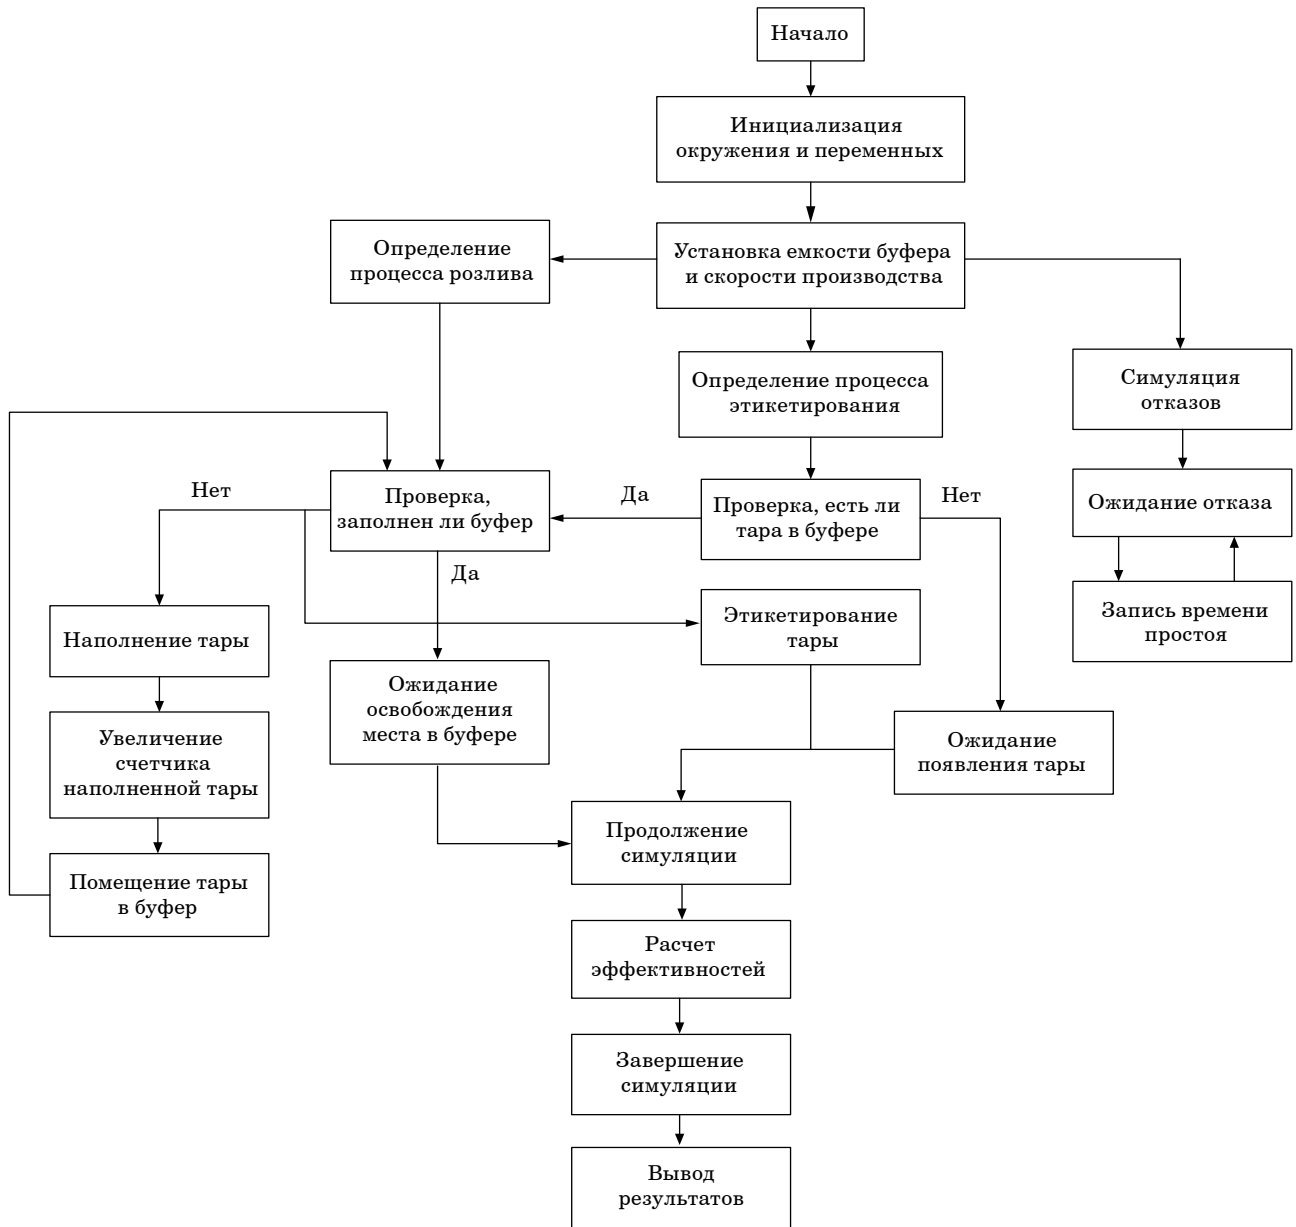 Начало
Инициализация
окружения и переменных
Определение
процесса розлива
Установка емкости буфера
и скорости производства
Определение процесса
этикетирования
Симуляция
отказов
Нет
Проверка,
заполнен ли буфер
Да
Проверка, есть ли
тара в буфере
Нет
Ожидание отказа
Да
Наполнение тары
Этикетирование
тары
Запись времени
простоя
Ожидание
освобождения
места в буфере
Увеличение
счетчика
наполненной тары
Ожидание
появления тары
Продолжение
симуляции
Помещение тары
в буфер
Расчет
эффективностей
Завершение
симуляции
Вывод
результатов